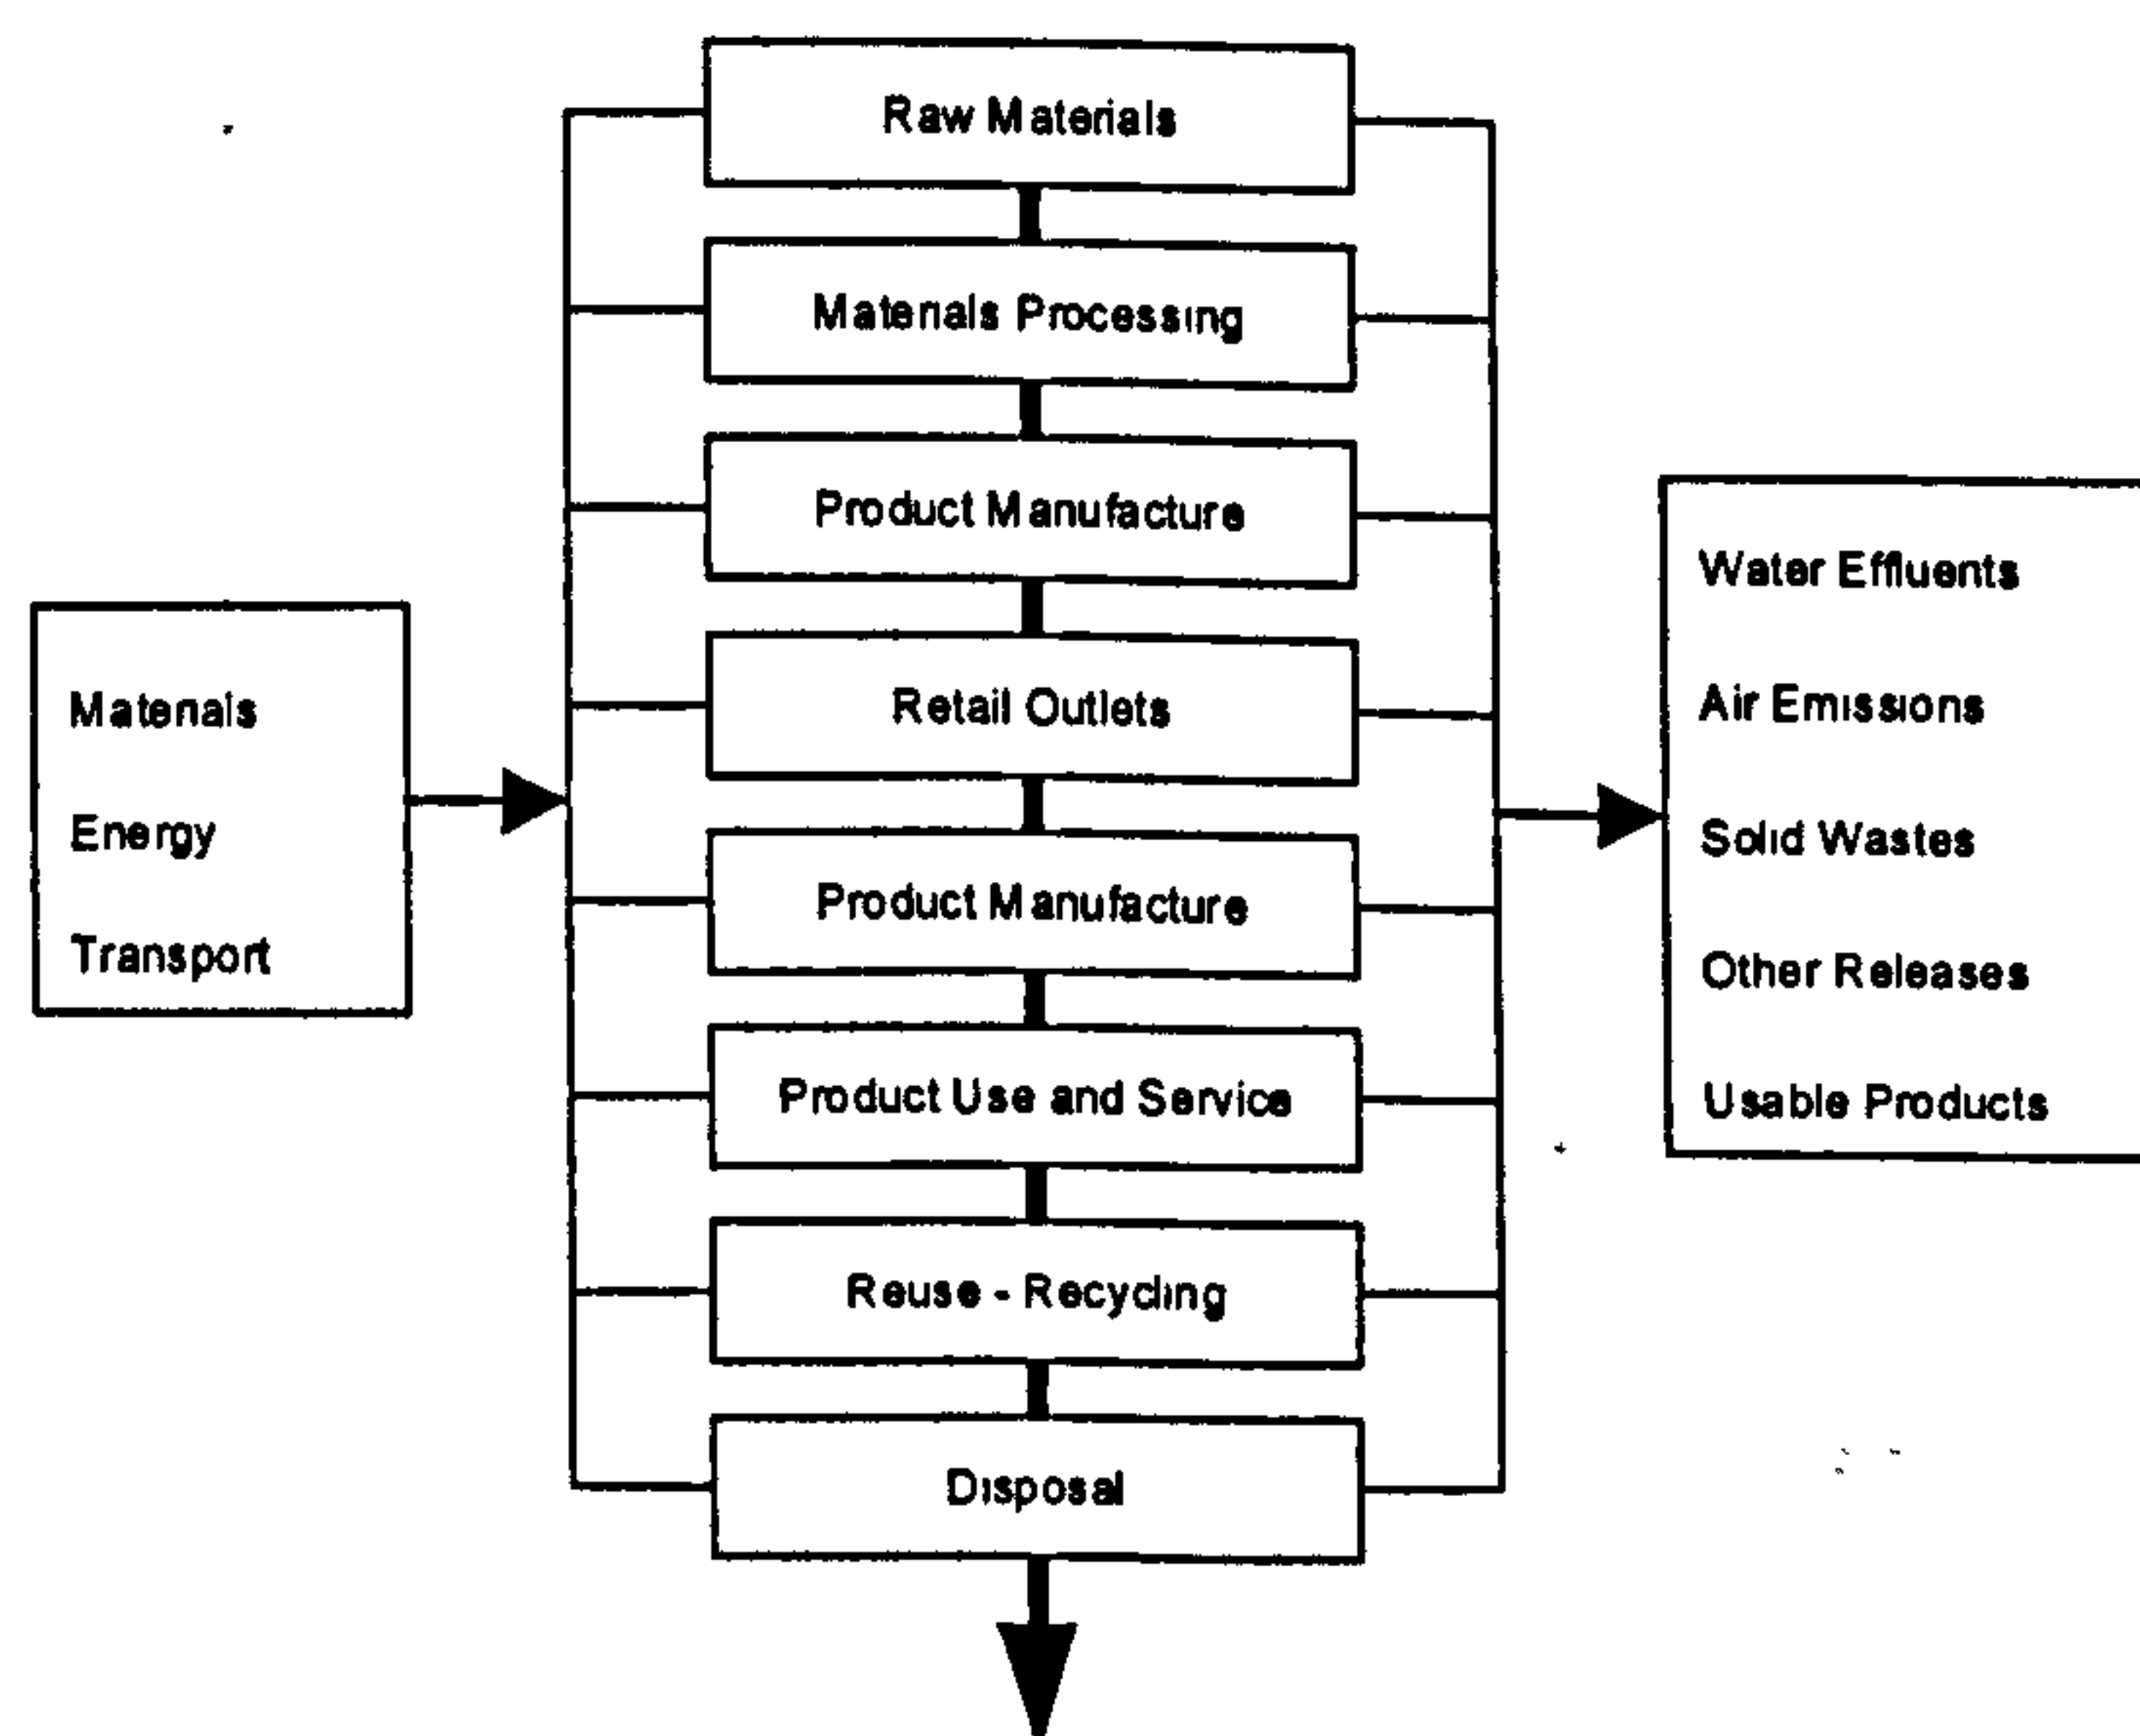 Raw Materials
Materials Processing
Product Manufacture
Retail Outlets
Product Manufacture
Product Use and Service
Reuse - Recycling
Disposal
Materials
Energy
Transport
Water Effluents
Air Emissions
Solid Wastes
Other Releases
Usable Products